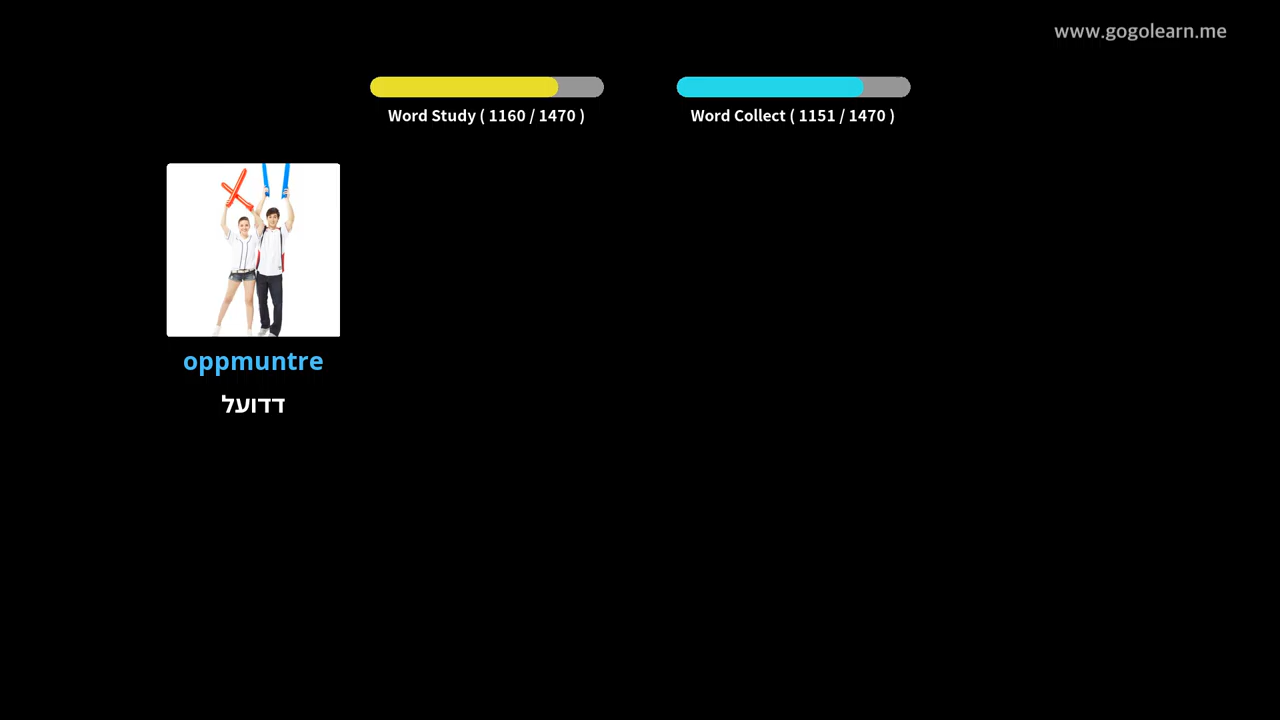 www.gogolearn.me
Word Study ( 1160 / 1470 )
Word Collect ( 1151 / 1470 )
oppmuntre
דדועל